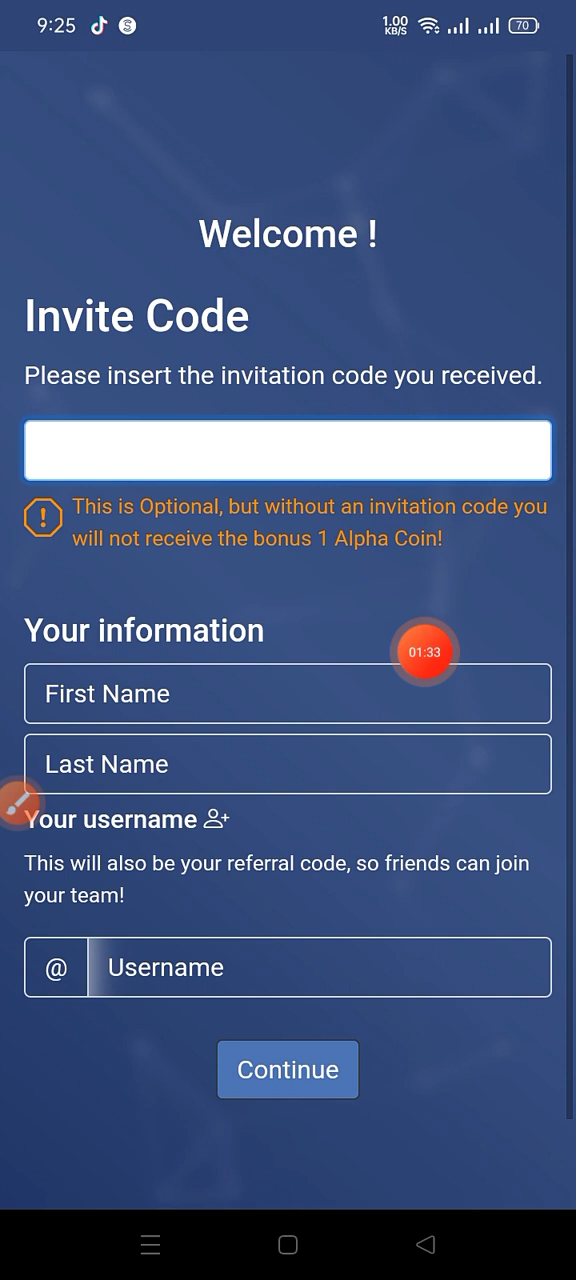 9:25
1.00
KB/S
70
Welcome !
Invite Code
Please insert the invitation code you received.
This is Optional, but without an invitation code you
will not receive the bonus 1 Alpha Coin!
Your information
01:33
First Name
Last Name
Your username
This will also be your referral code, so friends can join
your team!
@ Username
Continue